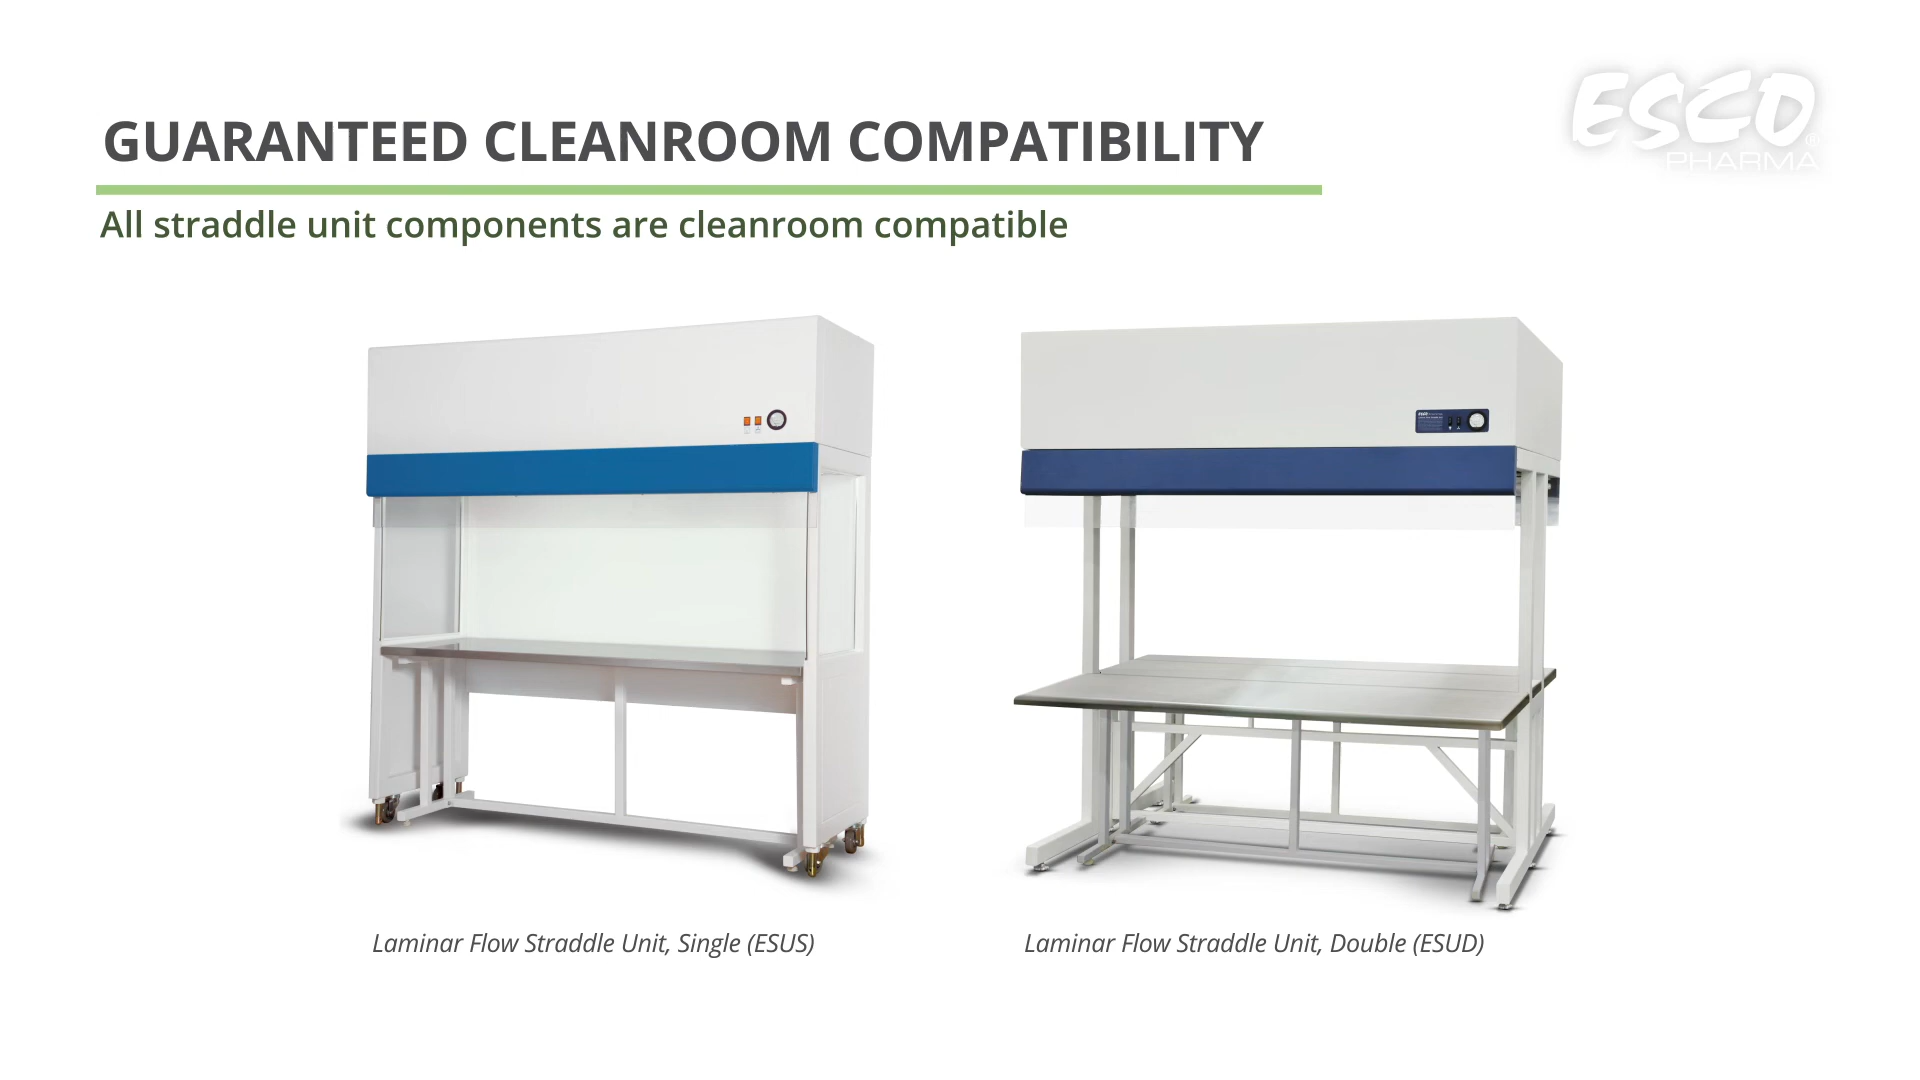 ESCO
PHARMA
GUARANTEED CLEANROOM COMPATIBILITY
All straddle unit components are cleanroom compatible
Laminar Flow Straddle Unit, Single (ESUS)
Laminar Flow Straddle Unit, Double (ESUD)